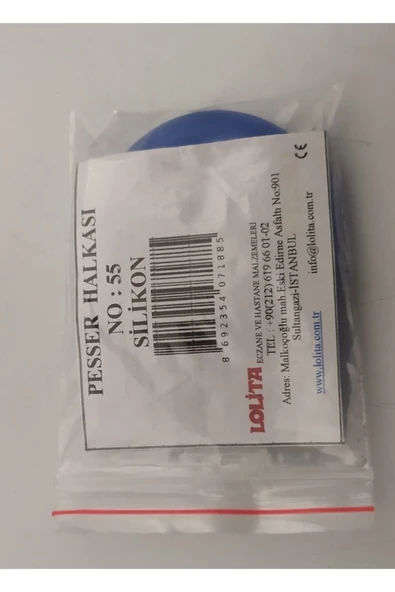 PESSER HALKASI
NO : 55
SİLİKON
8 692354 071885
LOLİTA ECZANE VE HASTANE MALZEMELERİ
TEL : +90(212) 619 66 01-02
Adres: Malkoçoğlu mah.Eski Edirne Asfaltı No:901
Sultangazi-İSTANBUL
www.lolita.com.tr info@lolita.com.tr
CE